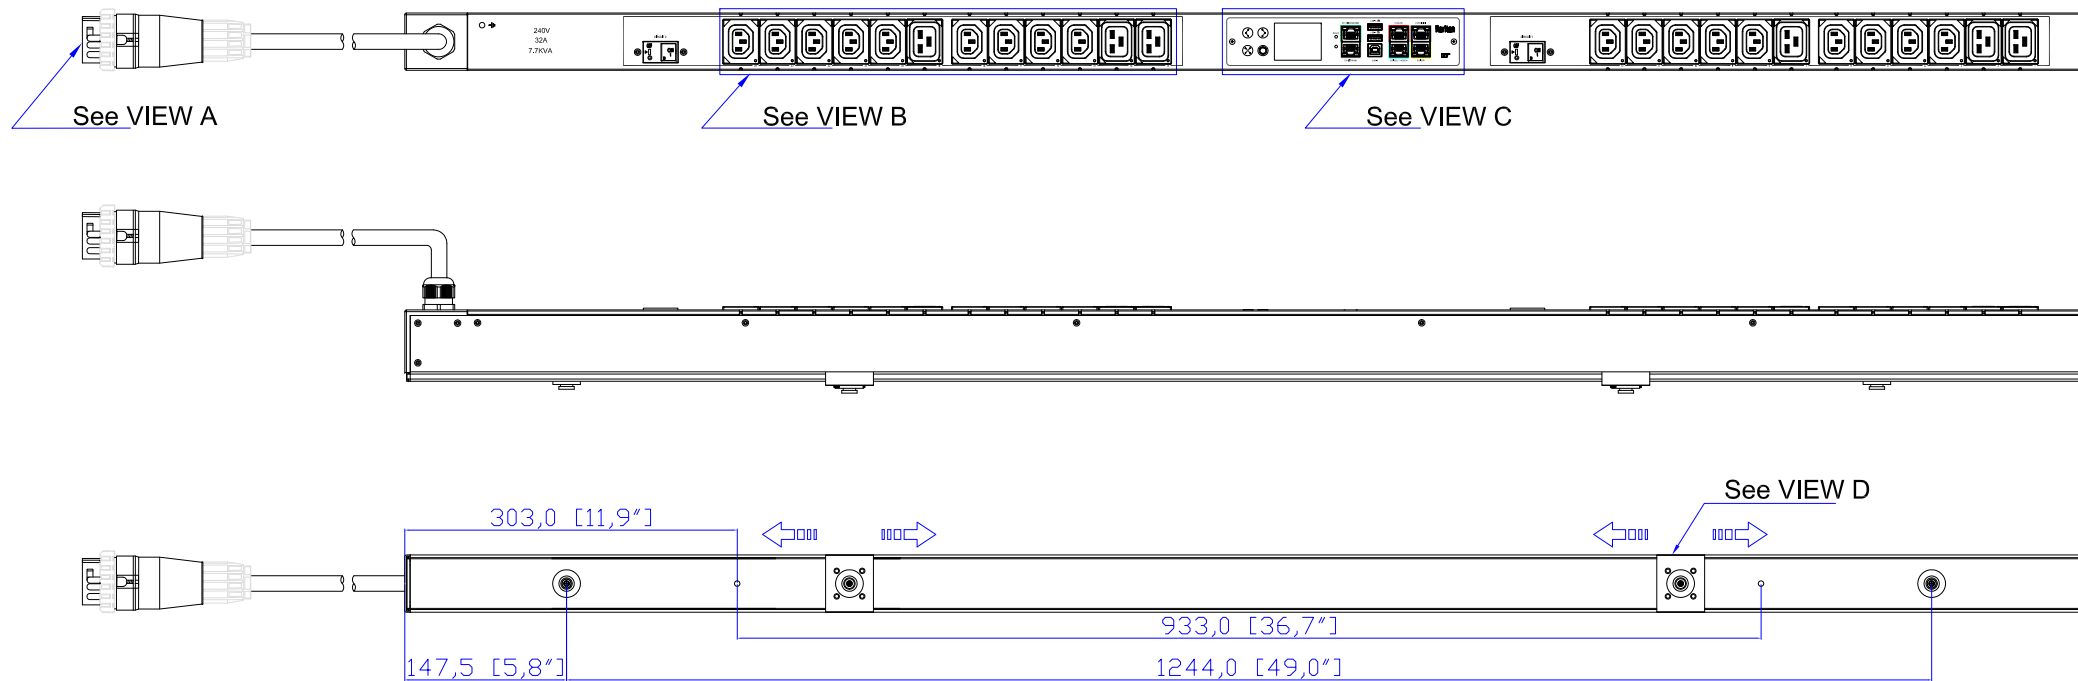 240V
32A
7.7KVA
See VIEW A
See VIEW B
See VIEW C
Raritan
See VIEW D
303,0 [11,9"]
933,0 [36,7"]
147,5 [5,8"]
1244,0 [49,0"]